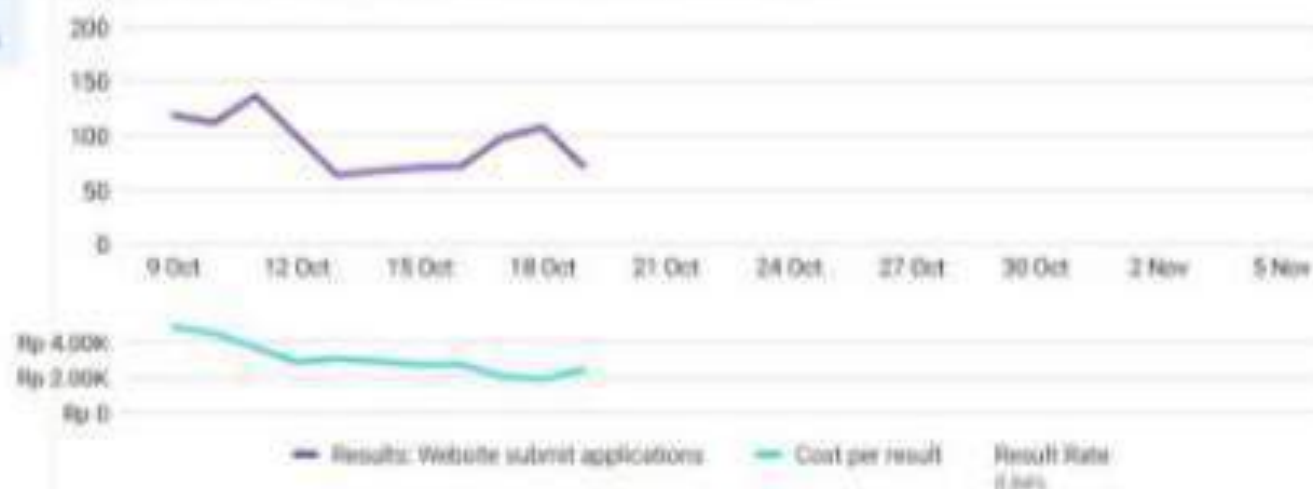 200
150
100
50
0
9 Oct 12 Oct 15 Oct 18 Oct 21 Oct 24 Oct 27 Oct 30 Oct 2 Nov 5 Nov
Rp 4.00K
Rp 2.00K
Rp 0
Results: Website submit applications Cost per result Result Rate